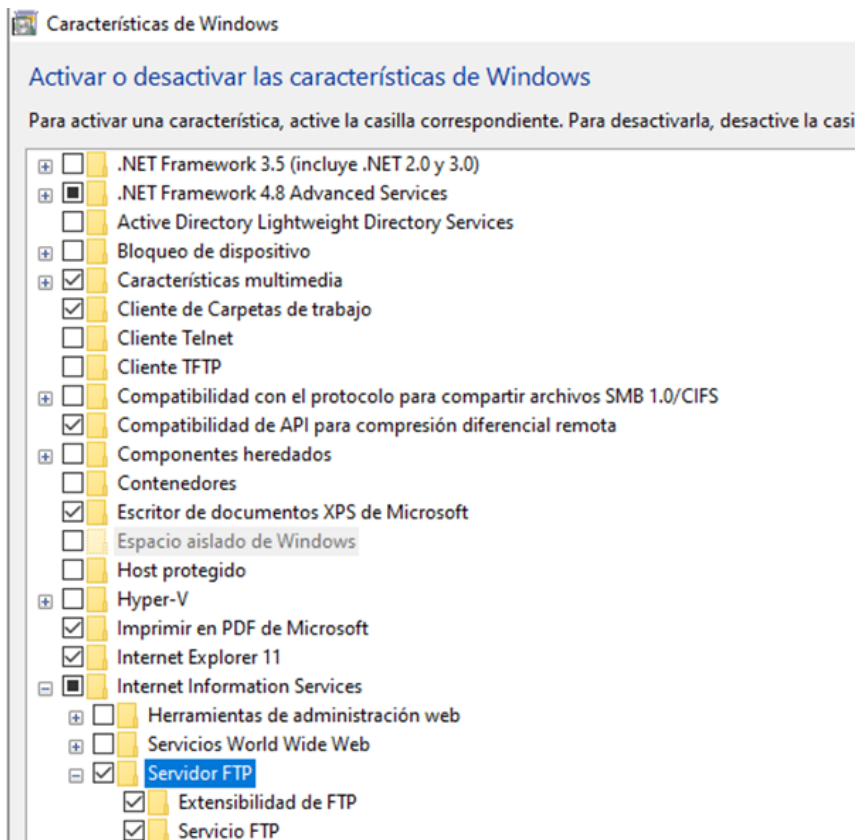 Características de Windows
Activar o desactivar las características de Windows
Para activar una característica, active la casilla correspondiente. Para desactivarla, desactive la casi
.NET Framework 3.5 (incluye .NET 2.0 y 3.0)
.NET Framework 4.8 Advanced Services
Active Directory Lightweight Directory Services
Bloqueo de dispositivo
Características multimedia
Cliente de Carpetas de trabajo
Cliente Telnet
Cliente TFTP
Compatibilidad con el protocolo para compartir archivos SMB 1.0/CIFS
Compatibilidad de API para compresión diferencial remota
Componentes heredados
Contenedores
Escritor de documentos XPS de Microsoft
Espacio aislado de Windows
Host protegido
Hyper-V
Imprimir en PDF de Microsoft
Internet Explorer 11
Internet Information Services
Herramientas de administración web
Servicios World Wide Web
Servidor FTP
Extensibilidad de FTP
Servicio FTP